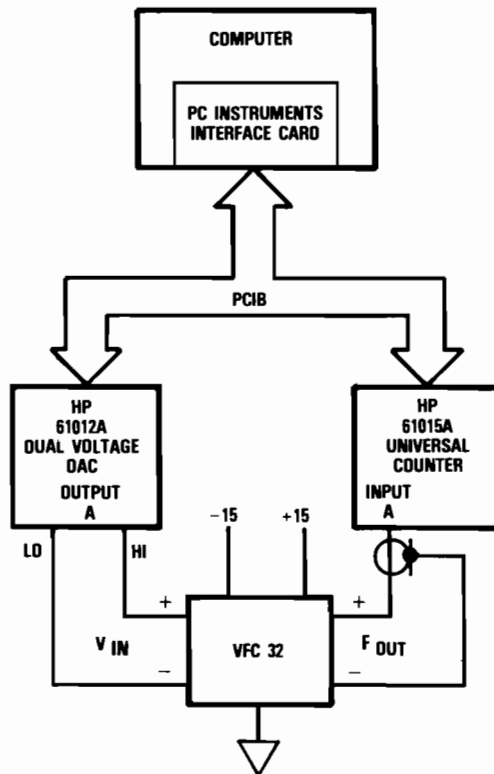 COMPUTER
PC INSTRUMENTS
INTERFACE CARD
PCIB
HP
61012A
DUAL VOLTAGE
DAC
OUTPUT
A
HP
61015A
UNIVERSAL
COUNTER
INPUT
A
LO
HI
-15
+15
+
+
V IN
VFC 32
F OUT
-
-